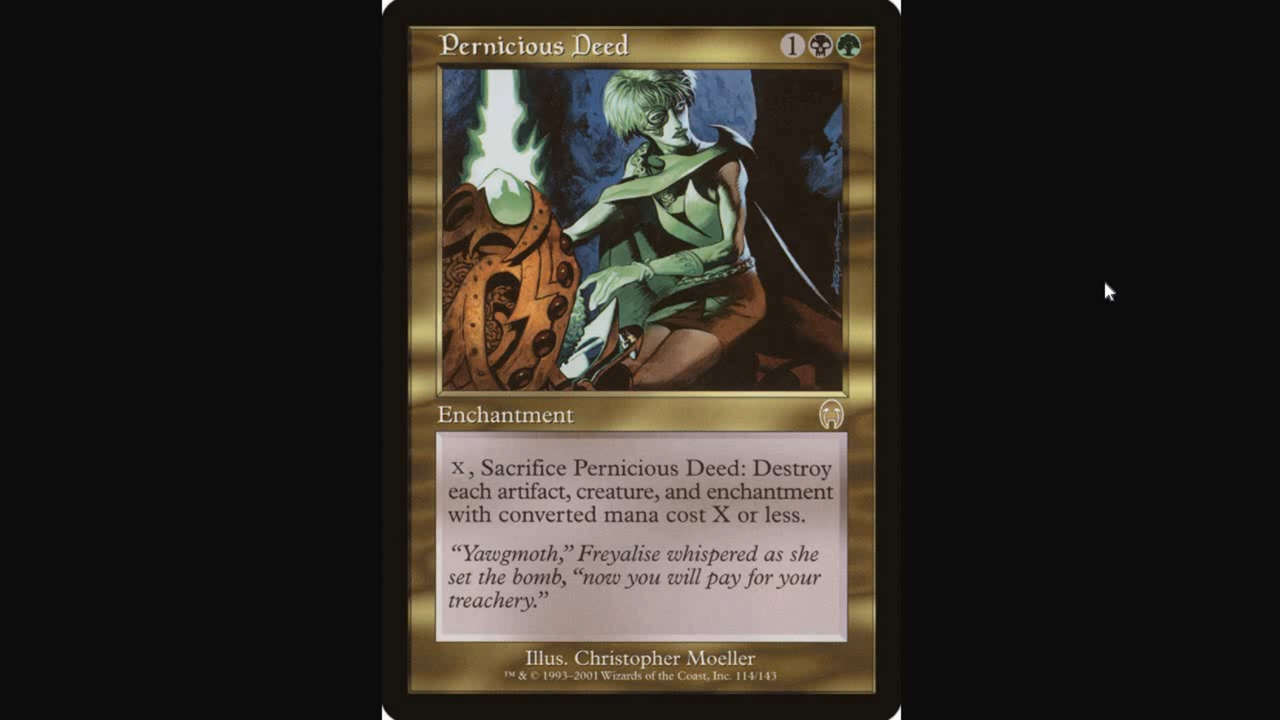 Pernicious Deed 1
Enchantment
X, Sacrifice Pernicious Deed: Destroy
each artifact, creature, and enchantment
with converted mana cost X or less.
“Yawgmoth,” Freyalise whispered as she
set the bomb, “now you will pay for your
treachery.”
Illus. Christopher Moeller
™ & © 1993–2001 Wizards of the Coast, Inc. 114/143